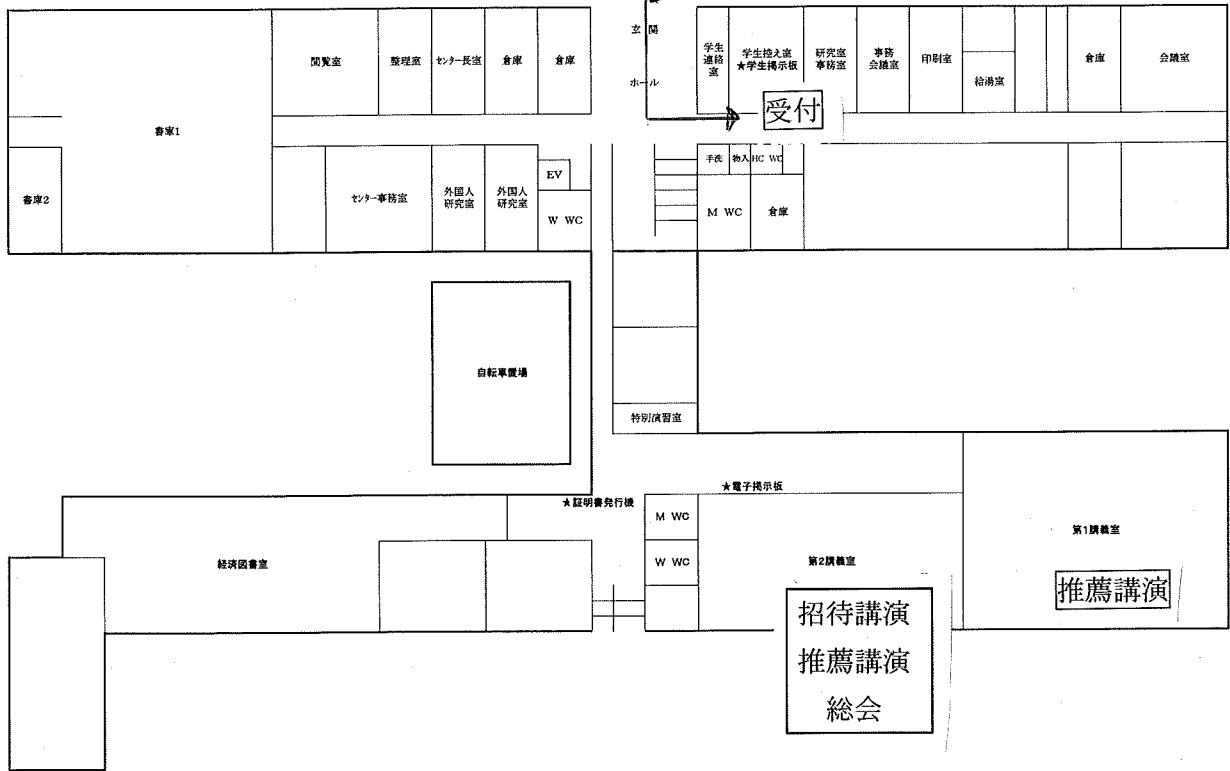 玄 関
ホール
閲覧室
整理室
センター長室
倉庫
倉庫
学生
連絡
室
学生控え室
★学生掲示板
研究室
事務室
事務
会議室
印刷室
給湯室
倉庫
会議室
受付
書庫1
書庫2
センター事務室
外国人
研究室
外国人
研究室
EV
W WC
手洗
物入
HC WC
M WC
倉庫
自転車置場
特別演習室
★証明書発行機
★電子掲示板
経済図書室
M WC
W WC
第2講義室
第1講義室
推薦講演
招待講演
推薦講演
総会